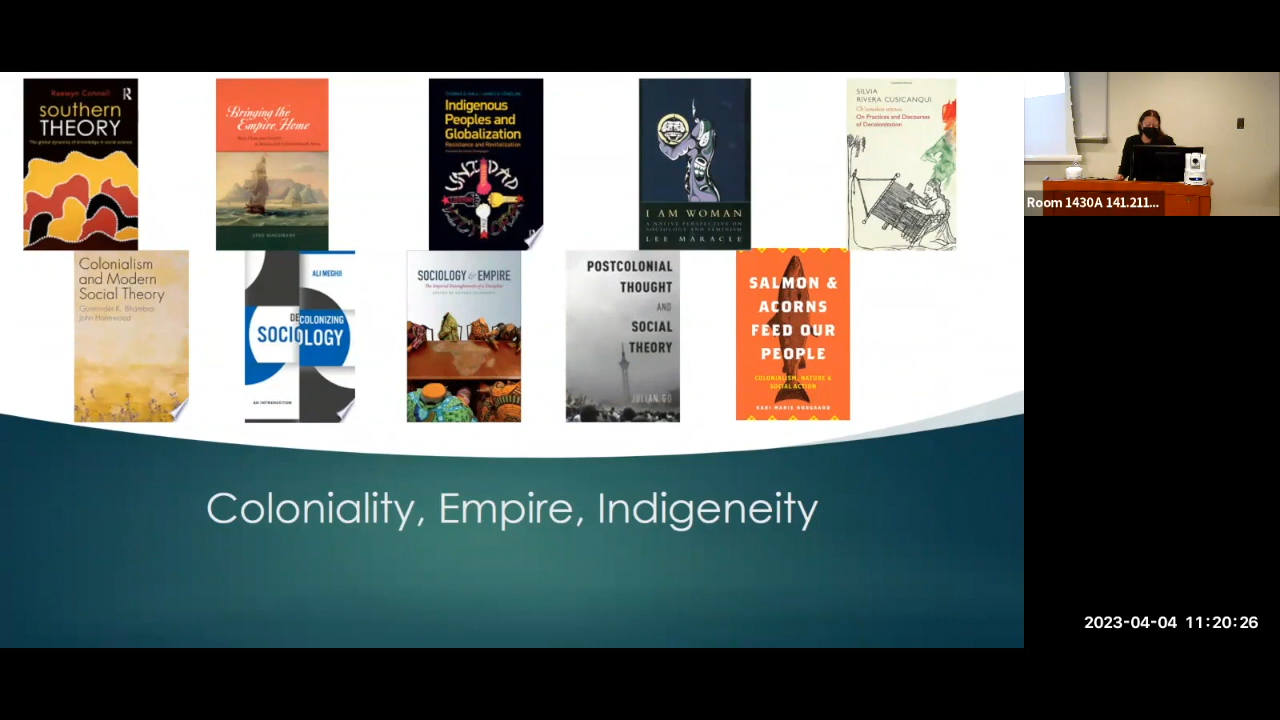 Raewyn Connell
southern
THEORY
The global dynamics of knowledge in social science
Bringing the
Empire Home
Indigenous
Peoples and
Globalization
Resistance and Revitalization
UNIDAD
I AM WOMAN
A NATIVE PERSPECTIVE ON
SOCIOLOGY AND FEMINISM
LEE MARACLE
SILVIA
RIVERA CUSICANQUI
On Practices and Discourses
of Decolonization
Colonialism
and Modern
Social Theory
Gurminder K. Bhambra
John Holmwood
ALI MEGHJI
DECOLONIZING
SOCIOLOGY
AN INTRODUCTION
SOCIOLOGY & EMPIRE
The Imperial Entanglements of a Discipline
POSTCOLONIAL
THOUGHT
AND
SOCIAL
THEORY
JULIAN GO
SALMON &
ACORNS
FEED OUR
PEOPLE
COLONIALISM, NATURE &
SOCIAL ACTION
KARI MARIE NORGAARD
Coloniality, Empire, Indigeneity
Room 1430A 141.211...
2023-04-04 11:20:26